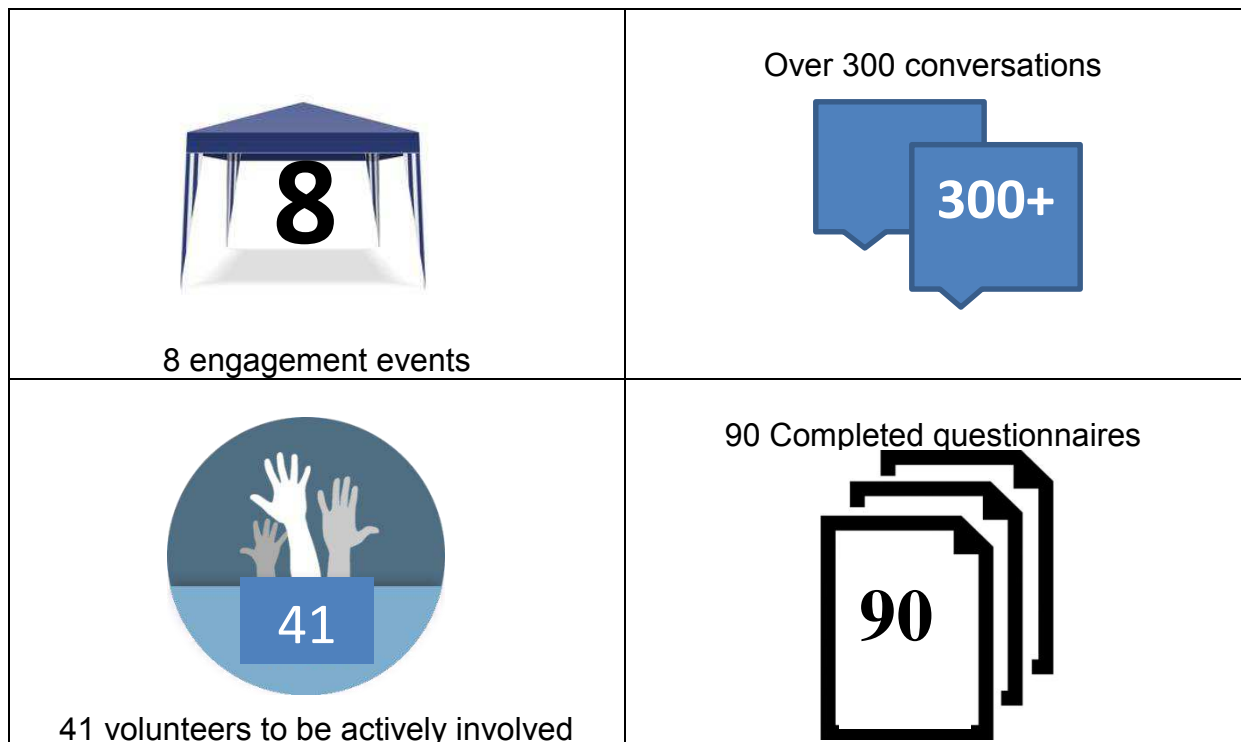 8
8 engagement events
Over 300 conversations
300+
41
41 volunteers to be actively involved
90 Completed questionnaires
90